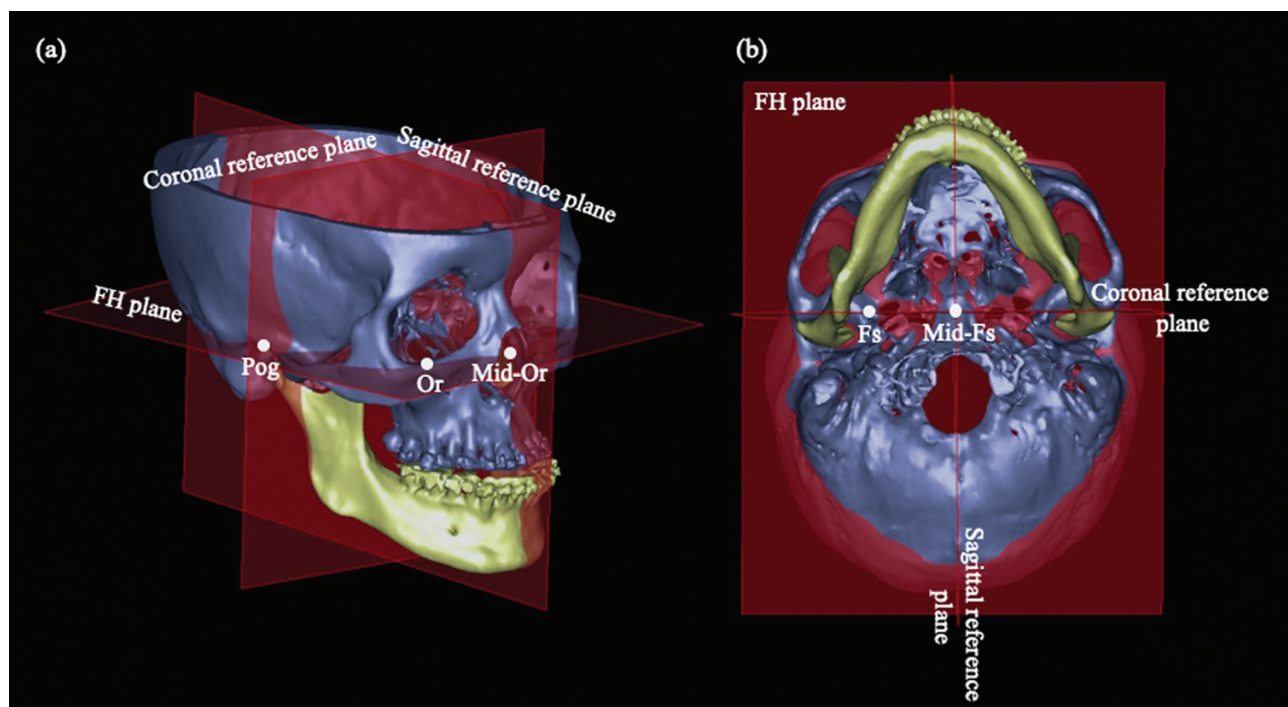 (a)
Coronal reference plane
Sagittal reference plane
FH plane
Pog
Or
Mid-Or
(b)
FH plane
Coronal reference
plane
Fs
Mid-Fs
Sagittal reference
plane